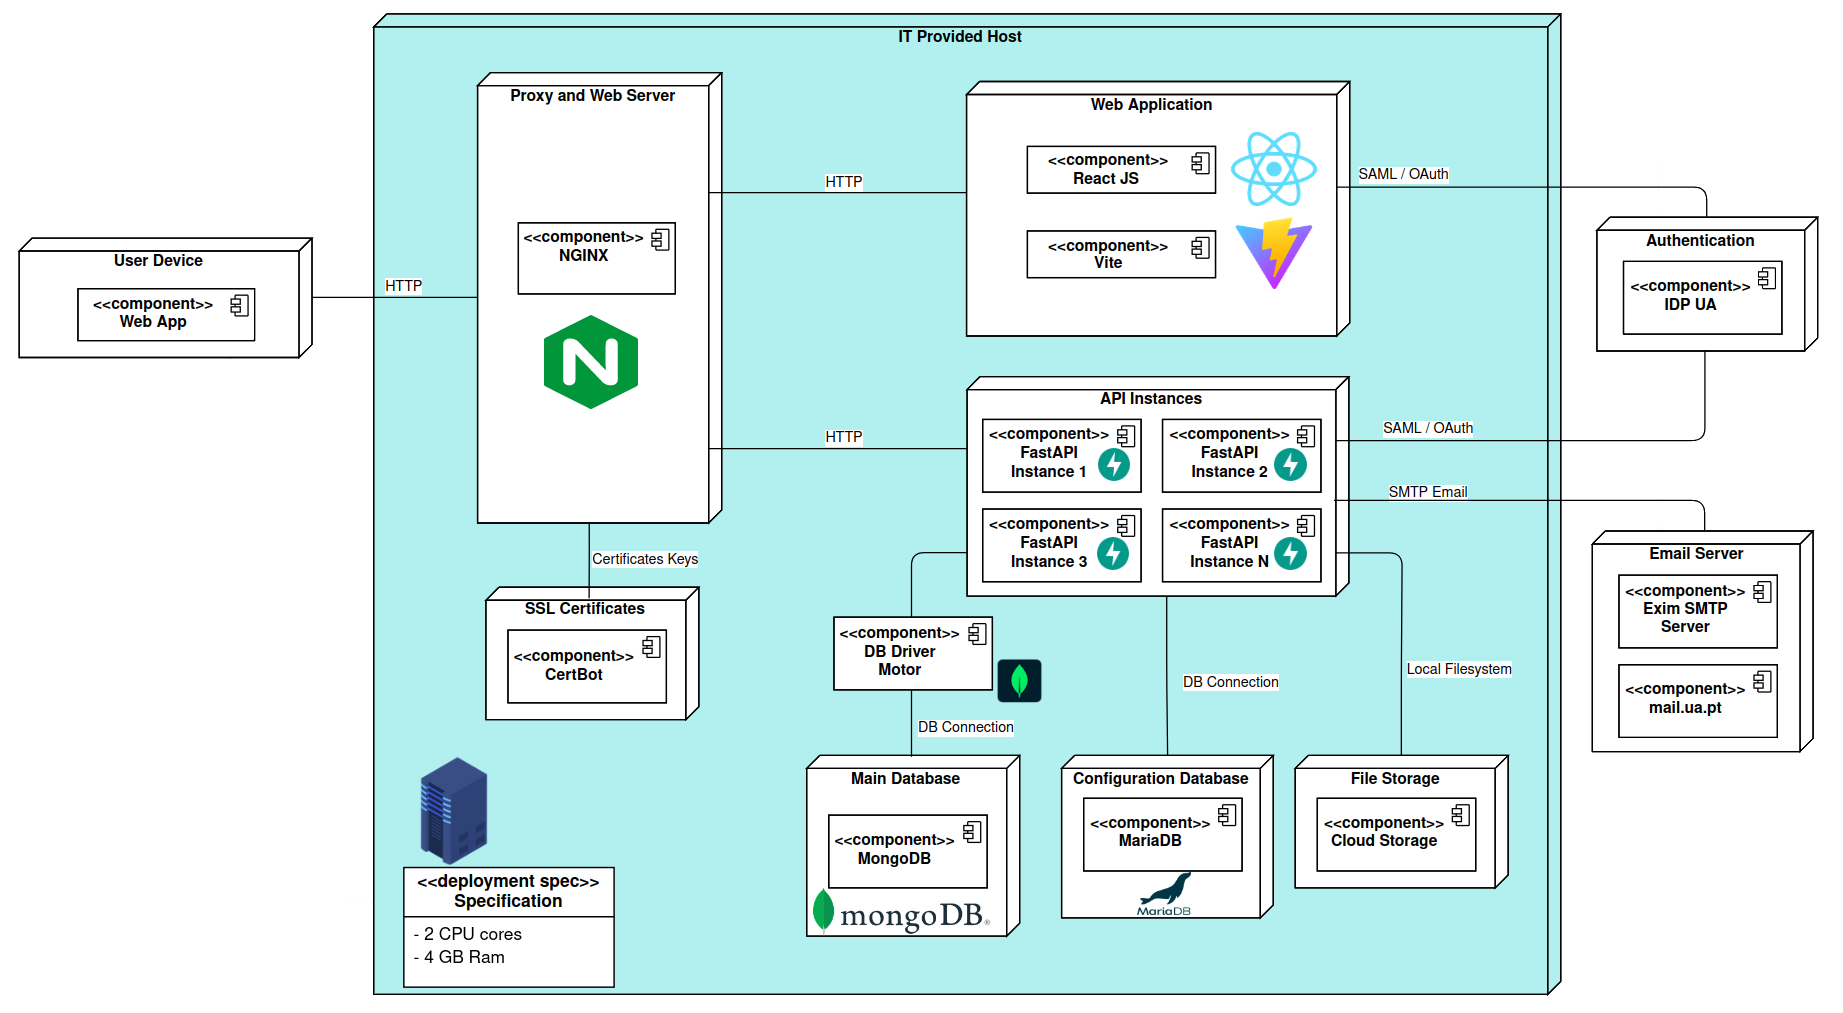 IT Provided Host
Proxy and Web Server
<<component>>
NGINX
User Device
<<component>>
Web App
HTTP
HTTP
HTTP
Web Application
<<component>>
React JS
<<component>>
Vite
SAML / OAuth
Authentication
<<component>>
IDP UA
API Instances
<<component>>
FastAPI
Instance 1
<<component>>
FastAPI
Instance 2
<<component>>
FastAPI
Instance 3
<<component>>
FastAPI
Instance N
SAML / OAuth
SMTP Email
Email Server
<<component>>
Exim SMTP
Server
<<component>>
mail.ua.pt
Certificates Keys
SSL Certificates
<<component>>
CertBot
<<component>>
DB Driver
Motor
DB Connection
DB Connection
Local Filesystem
Main Database
<<component>>
MongoDB
mongoDB®
Configuration Database
<<component>>
MariaDB
MariaDB
File Storage
<<component>>
Cloud Storage
<<deployment spec>>
Specification
- 2 CPU cores
- 4 GB Ram